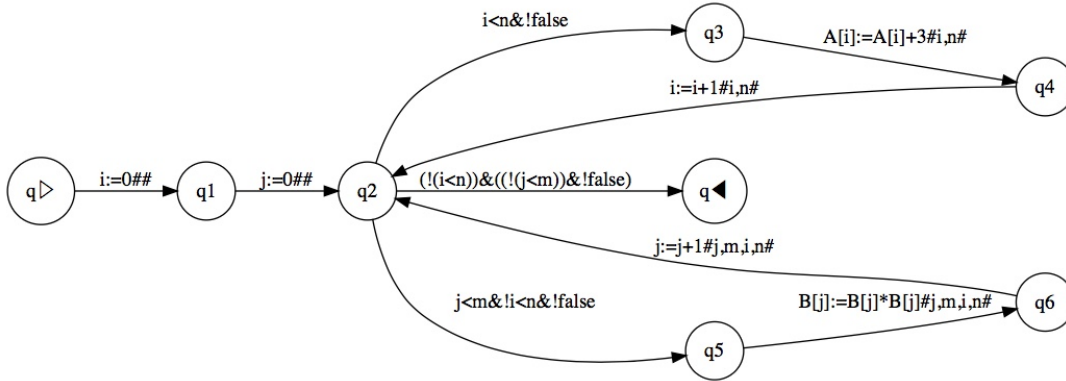 i<n&!false
q3
A[i]:=A[i]+3#i,n#
i:=i+1#i,n#
q4
q▷
i:=0##
q1
j:=0##
q2
(!(i<n))&((!(j<m))&!false)
q◀
j:=j+1#j,m,i,n#
j<m&!i<n&!false
B[j]:=B[j]*B[j]#j,m,i,n#
q6
q5